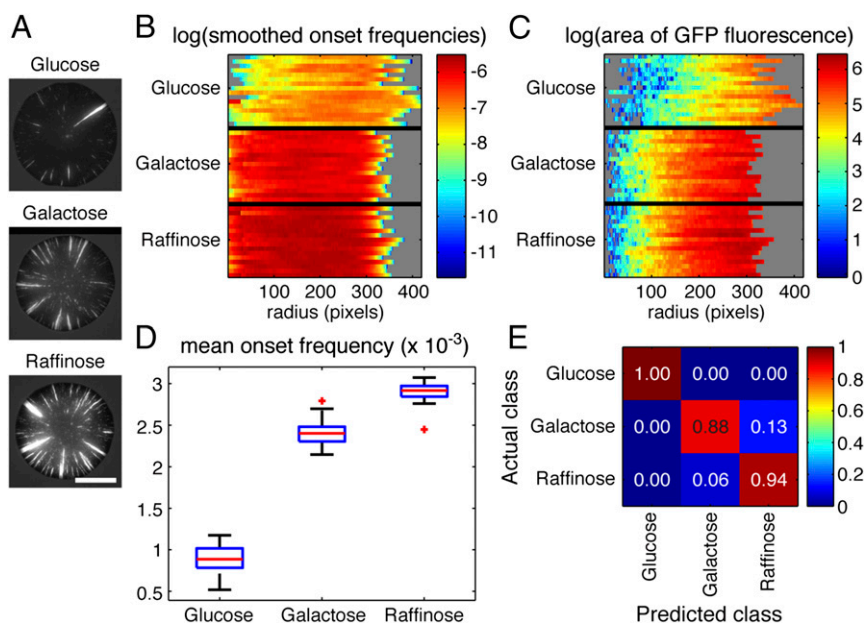 A
Glucose
Galactose
Raffinose
B
log(smoothed onset frequencies)
Glucose
Galactose
Raffinose
100 200 300 400
radius (pixels)
-6
-7
-8
-9
-10
-11
C
log(area of GFP fluorescence)
Glucose
Galactose
Raffinose
100 200 300 400
radius (pixels)
6
5
4
3
2
1
0
D
mean onset frequency (x 10⁻³)
3
2.5
2
1.5
1
0.5
Glucose Galactose Raffinose
E
Actual class
Glucose 1.00 0.00 0.00
Galactose 0.00 0.88 0.13
Raffinose 0.00 0.06 0.94
Glucose
Galactose
Raffinose
Predicted class
1
0.8
0.6
0.4
0.2
0